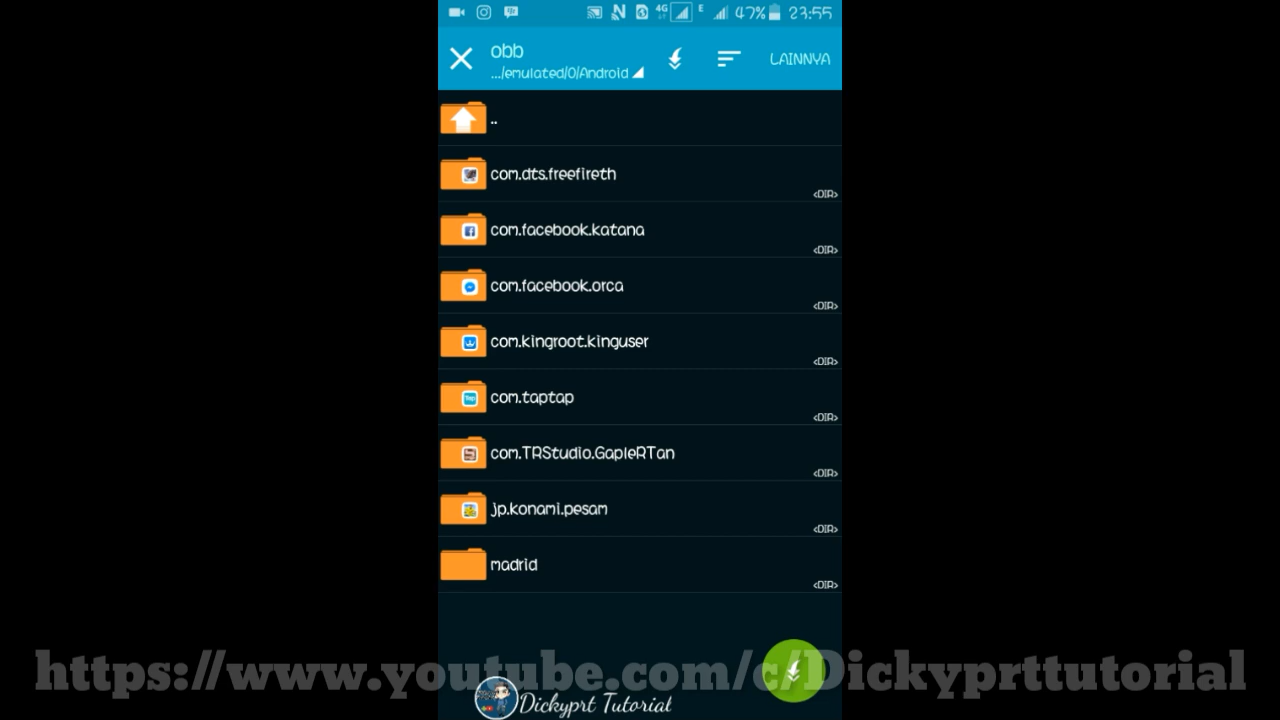 4G E 47% 23:55
obb
.../emulated/0/Android
LAINNYA
..
com.dts.freefireth
<DIR>
com.facebook.katana
<DIR>
com.facebook.orca
<DIR>
com.kingroot.kinguser
<DIR>
com.taptap
<DIR>
com.TRStudio.GapleRTan
<DIR>
jp.konami.pesam
<DIR>
madrid
<DIR>
https://www.youtube.com/c/Dickyprttutorial
Dickyprt Tutorial